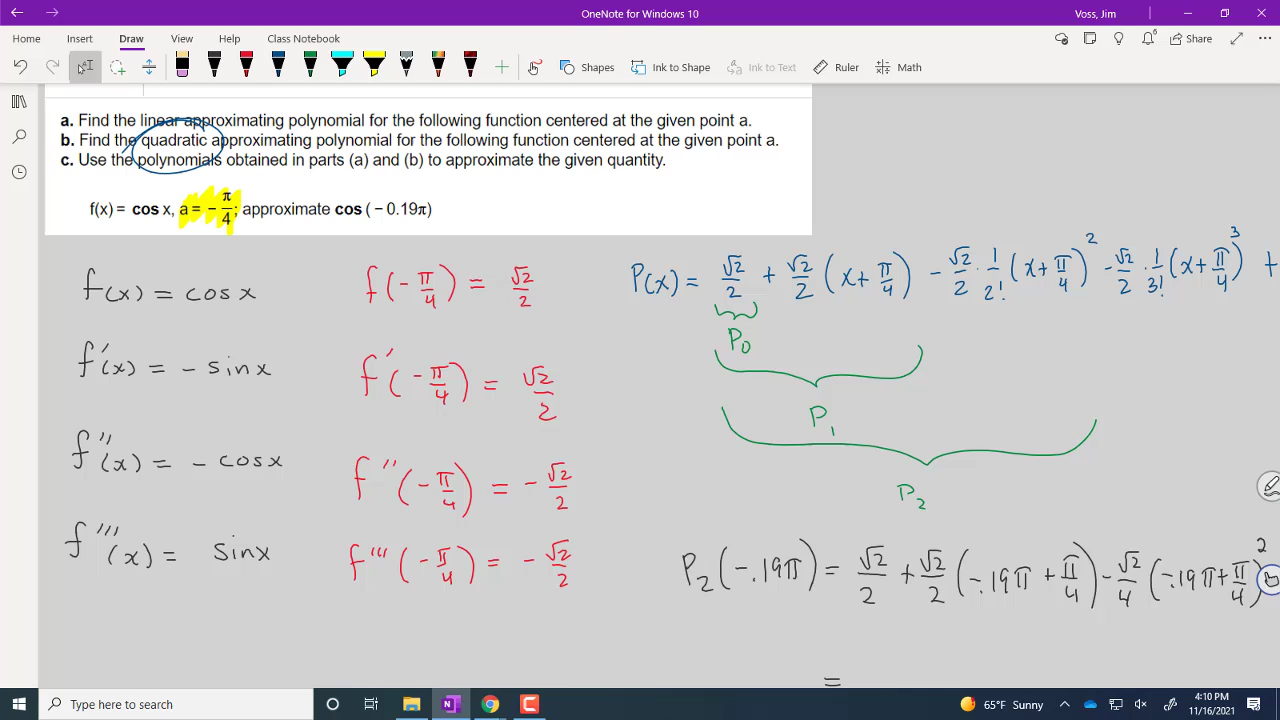 OneNote for Windows 10
Voss, Jim
Home Insert Draw View Help Class Notebook
6 Share
Shapes Ink to Shape Ink to Text Ruler Math
a. Find the linear approximating polynomial for the following function centered at the given point a.
b. Find the quadratic approximating polynomial for the following function centered at the given point a.
c. Use the polynomials obtained in parts (a) and (b) to approximate the given quantity.
f(x) = cos x, a = − π/4; approximate cos (− 0.19π)
f(x) = cosx
f(-π/4) = √2/2
P(x) = √2/2 + √2/2 (x+π/4) - √2/2 · 1/2! (x+π/4)² - √2/2 · 1/3! (x+π/4)³ +
P₀
f'(x) = - sinx
f'(-π/4) = √2/2
P₁
f''(x) = - cosx
f''(-π/4) = - √2/2
P₂
f'''(x) = sinx
f'''(-π/4) = - √2/2
P₂(-.19π) = √2/2 + √2/2 (-.19π + π/4) - √2/4 (-.19π+π/4)²
=
Type here to search
65°F Sunny
4:10 PM
11/16/2021